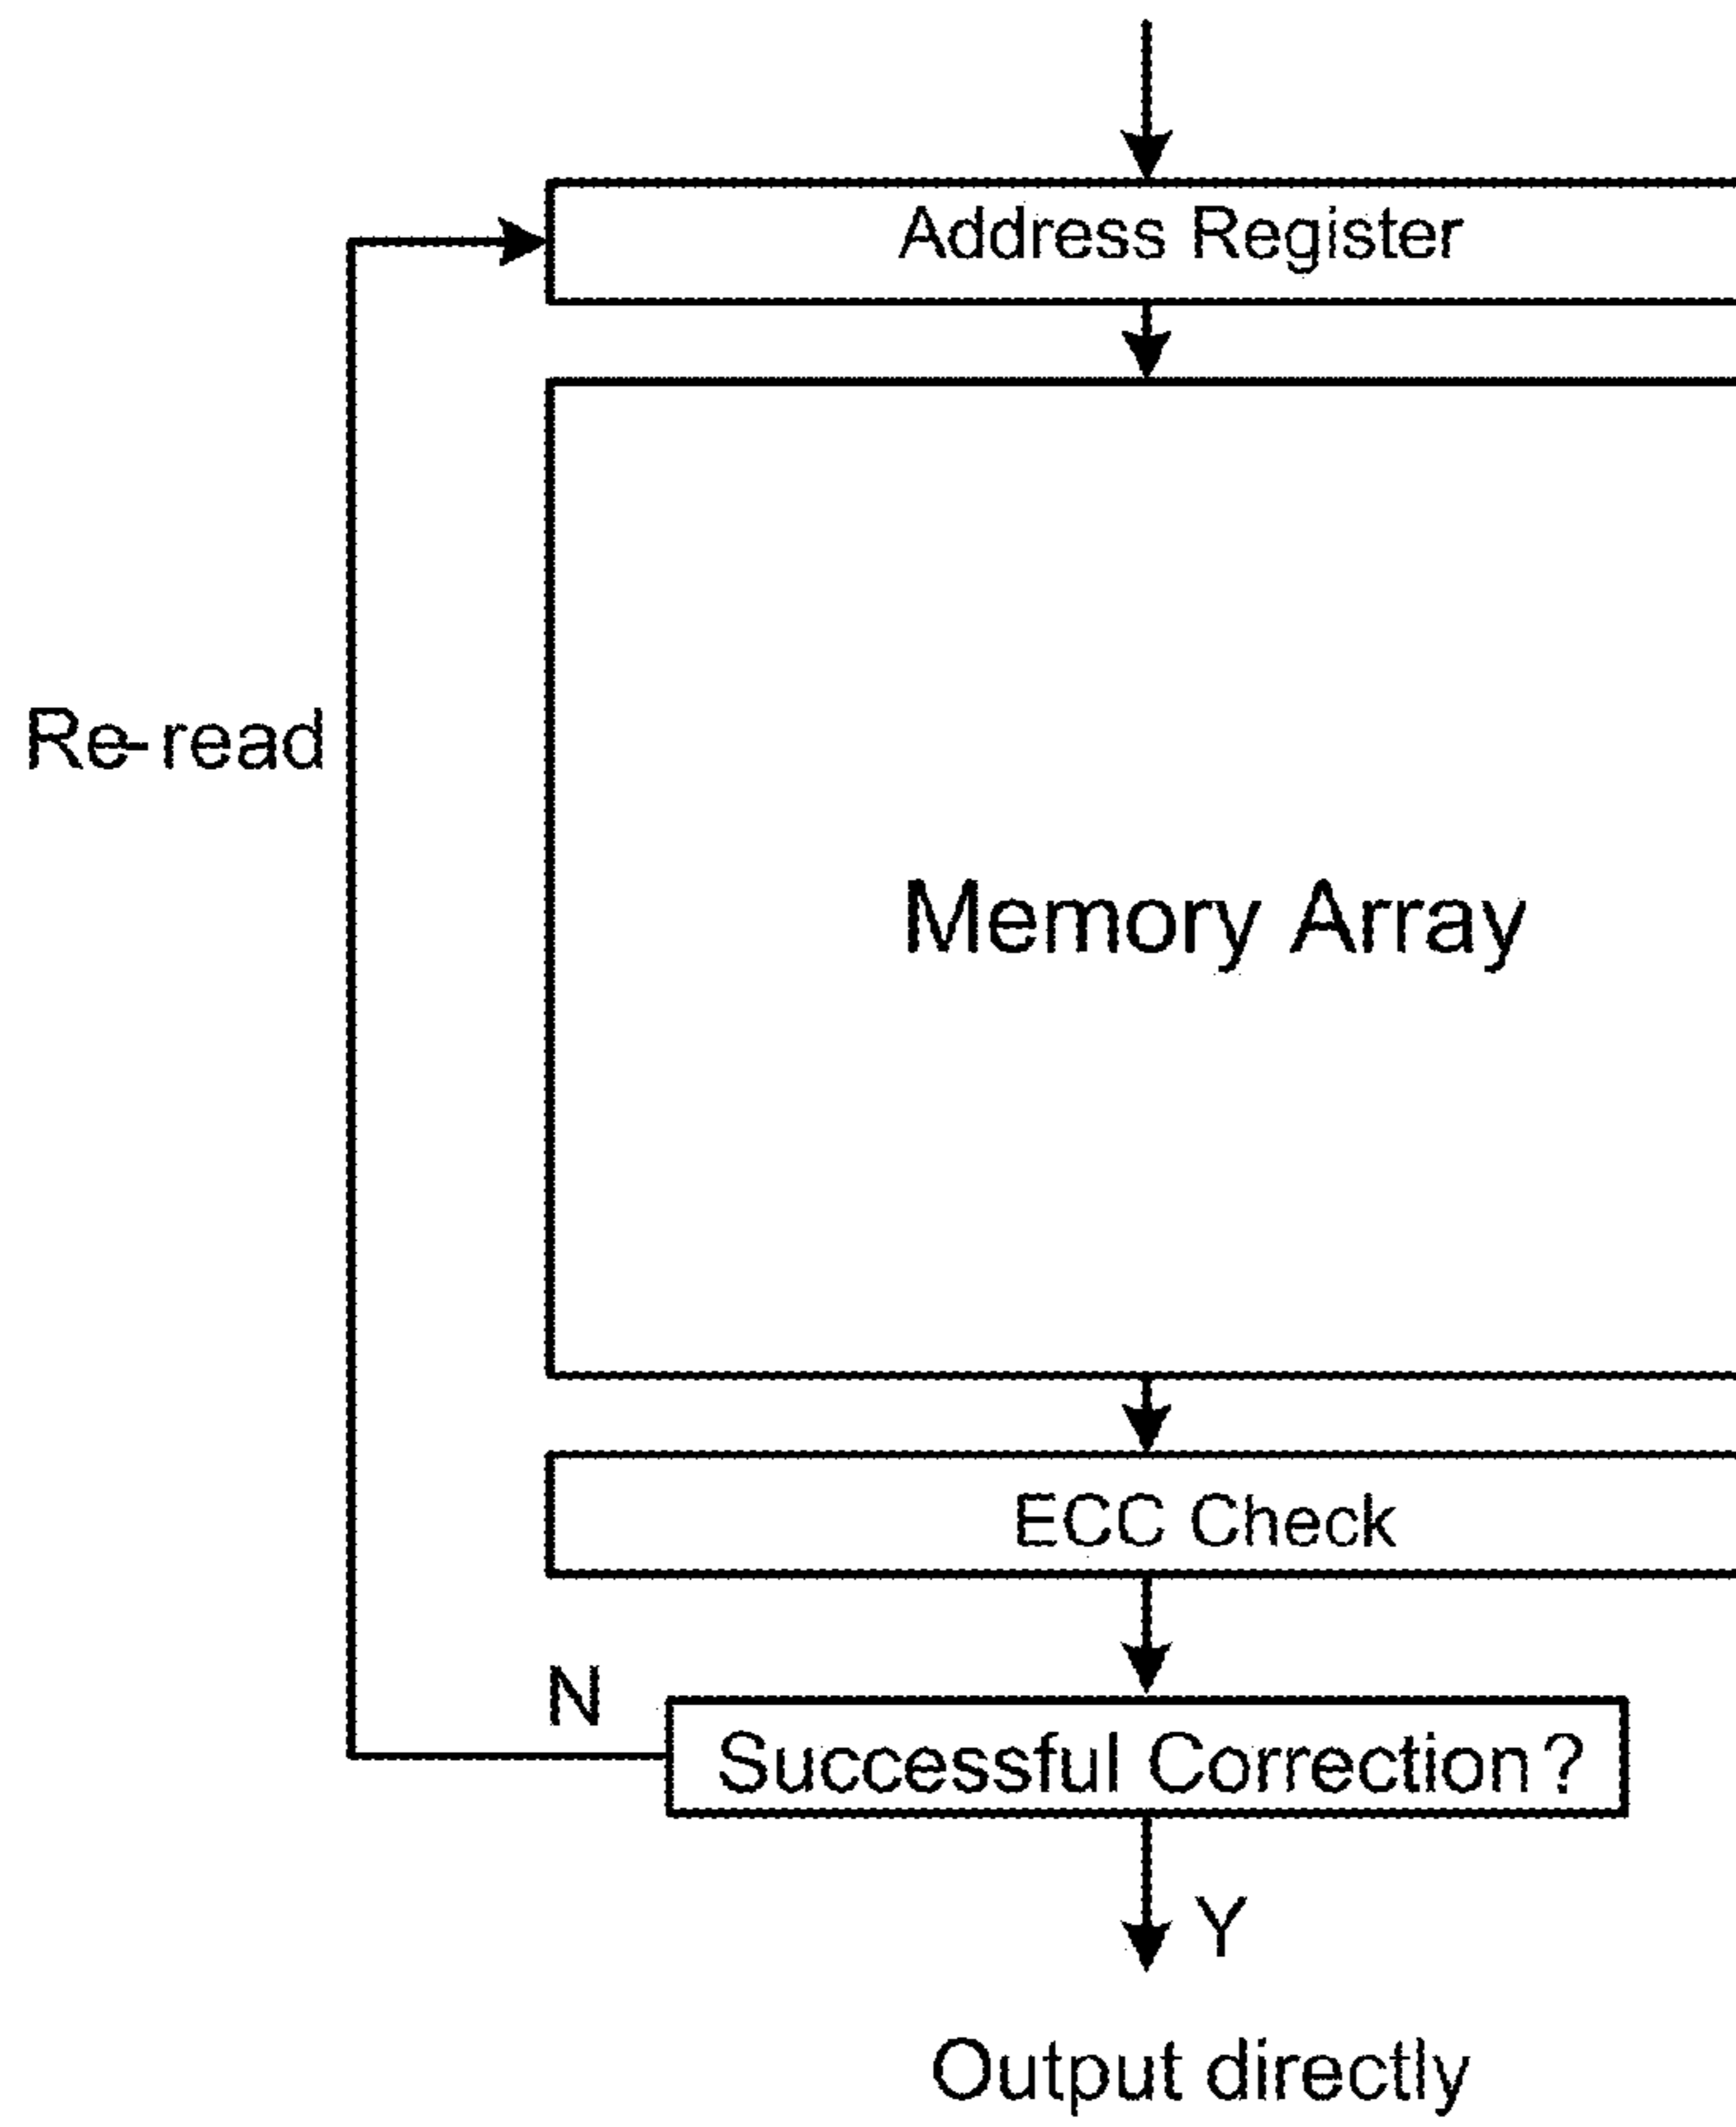 Address Register
Re-read
Memory Array
ECC Check
N
Successful Correction?
Y
Output directly